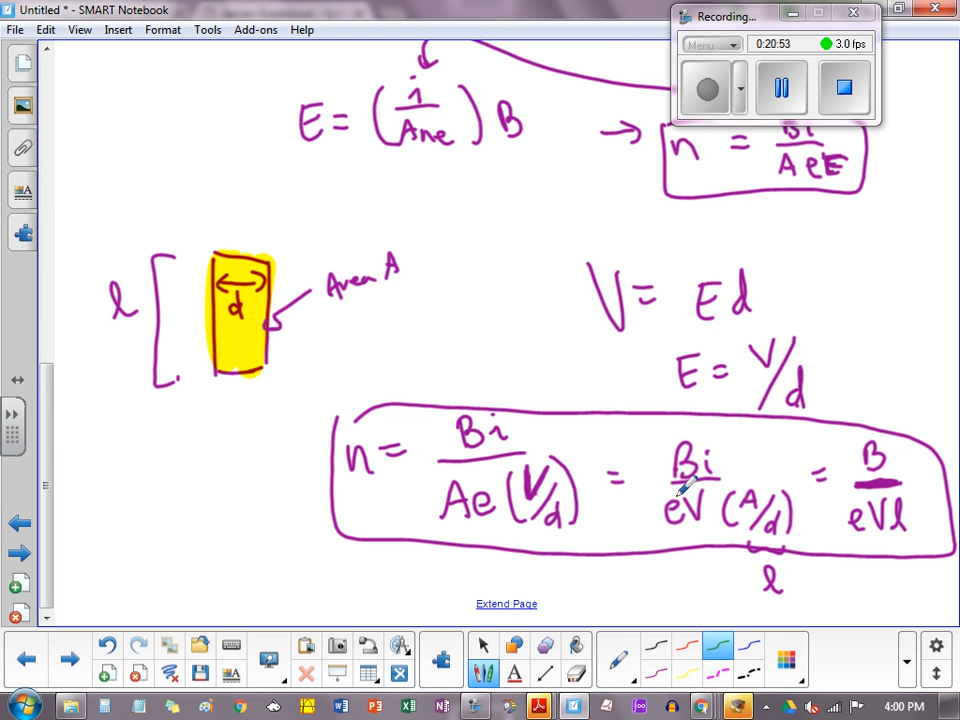 Untitled * - SMART Notebook
File Edit View Insert Format Tools Add-ons Help
Recording...
Menu 0:20:53 3.0 fps
E = (i/Ane) B → n = Bi/AeE
l d Area A
V = Ed
E = V/d
n = Bi/Ae(V/d) = Bi/eV(A/d) = B/eVl
l
Extend Page
4:00 PM